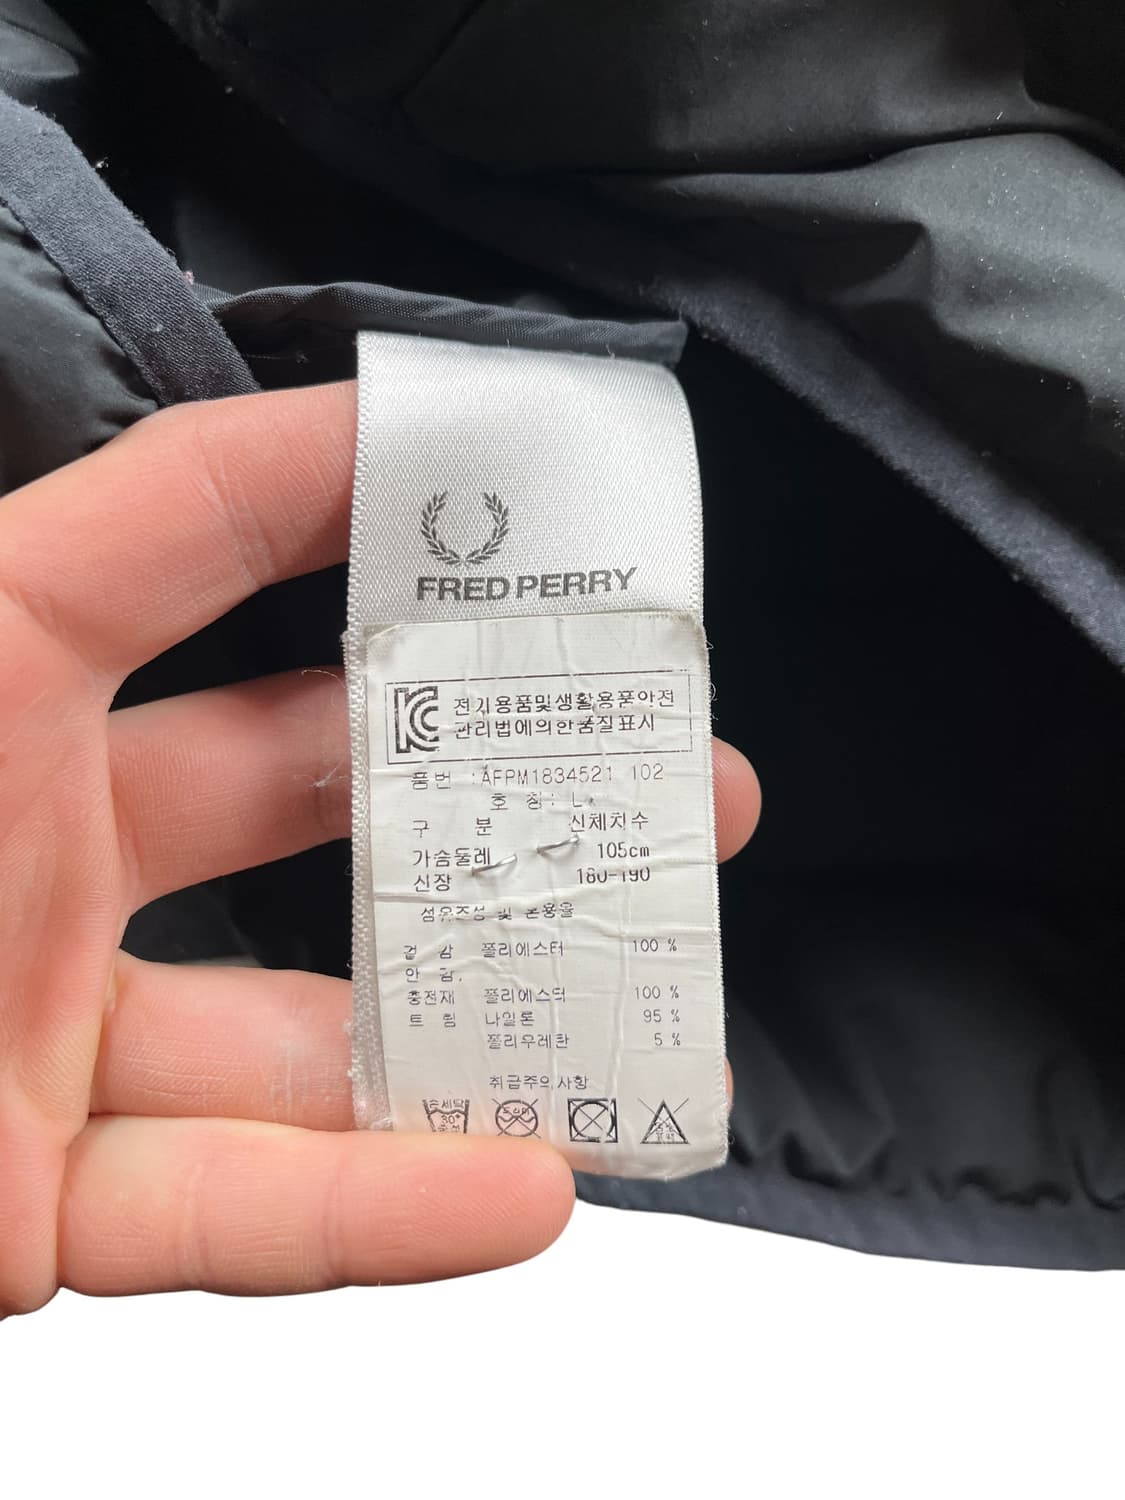 FRED PERRY
전기용품및생활용품안전
관리법에의한품질표시
품번 :AFPM1834521 102
호 칭: L
구 분 신체치수
가슴둘레 105cm
신장 180-190
섬유조성 및 혼용율
겉 감 폴리에스터 100 %
안 감
충전재 폴리에스터 100 %
트 림 나일론 95 %
폴리우레탄 5 %
취급주의사항
손세탁
30°